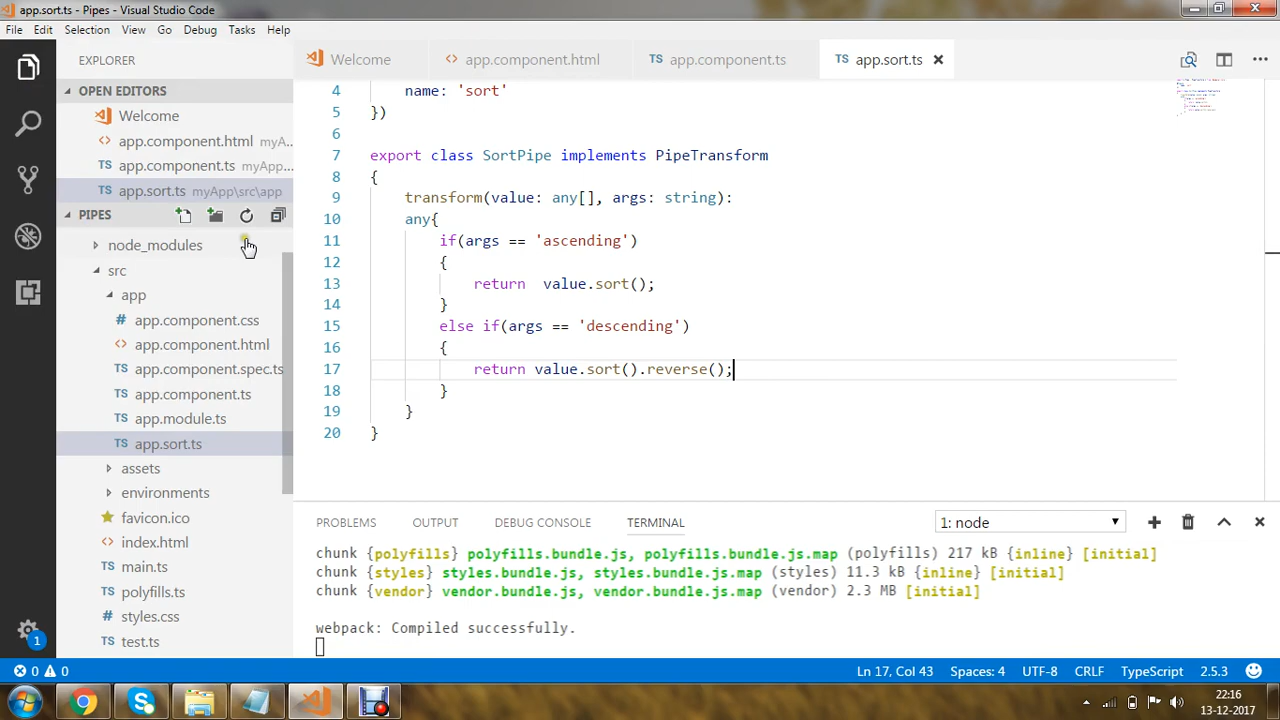 app.sort.ts - Pipes - Visual Studio Code
File Edit Selection View Go Debug Tasks Help
EXPLORER
OPEN EDITORS
Welcome
app.component.html myA...
app.component.ts myApp...
app.sort.ts myApp\src\app
PIPES
node_modules
src
app
app.component.css
app.component.html
app.component.spec.ts
app.component.ts
app.module.ts
app.sort.ts
assets
environments
favicon.ico
index.html
main.ts
polyfills.ts
styles.css
test.ts
Welcome app.component.html app.component.ts app.sort.ts
4 name: 'sort'
5 })
6
7 export class SortPipe implements PipeTransform
8 {
9 transform(value: any[], args: string):
10 any{
11 if(args == 'ascending')
12 {
13 return  value.sort();
14 }
15 else if(args == 'descending')
16 {
17 return value.sort().reverse();
18 }
19 }
20 }
PROBLEMS OUTPUT DEBUG CONSOLE TERMINAL 1: node
chunk {polyfills} polyfills.bundle.js, polyfills.bundle.js.map (polyfills) 217 kB {inline} [initial]
chunk {styles} styles.bundle.js, styles.bundle.js.map (styles) 11.3 kB {inline} [initial]
chunk {vendor} vendor.bundle.js, vendor.bundle.js.map (vendor) 2.3 MB [initial]
webpack: Compiled successfully.
1
0 0 Ln 17, Col 43 Spaces: 4 UTF-8 CRLF TypeScript 2.5.3
22:16
13-12-2017